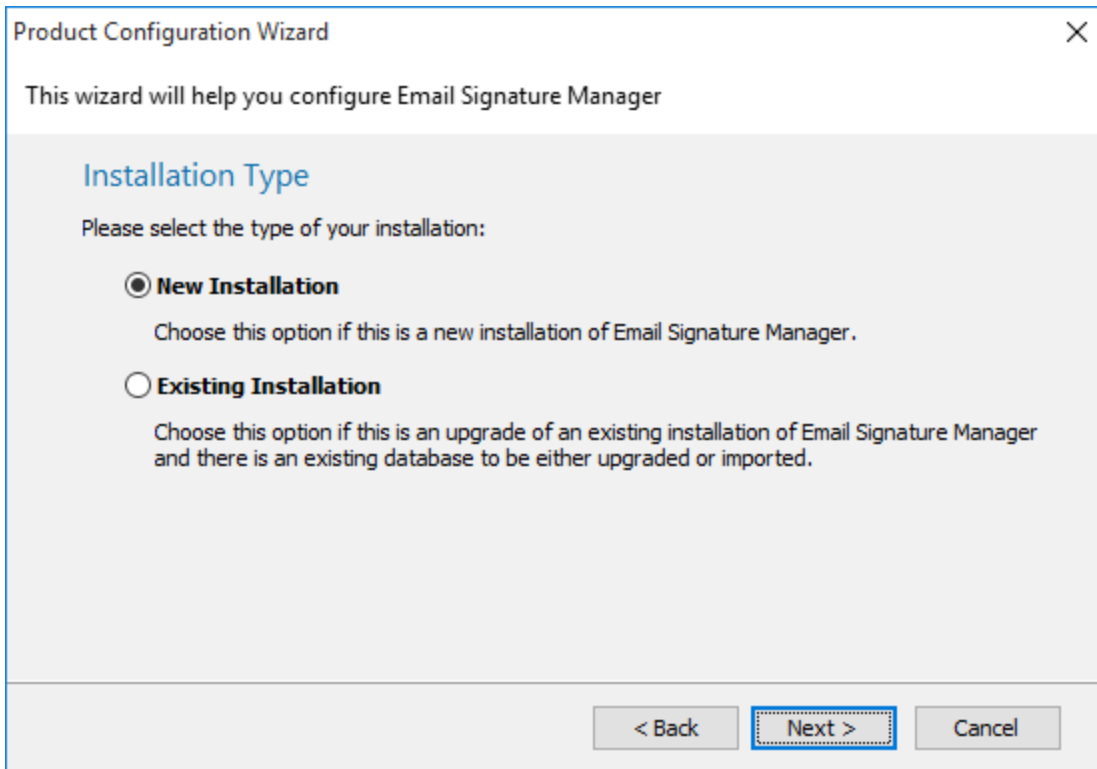 Product Configuration Wizard
This wizard will help you configure Email Signature Manager
Installation Type
Please select the type of your installation:
New Installation
Choose this option if this is a new installation of Email Signature Manager.
Existing Installation
Choose this option if this is an upgrade of an existing installation of Email Signature Manager
and there is an existing database to be either upgraded or imported.
< Back Next > Cancel